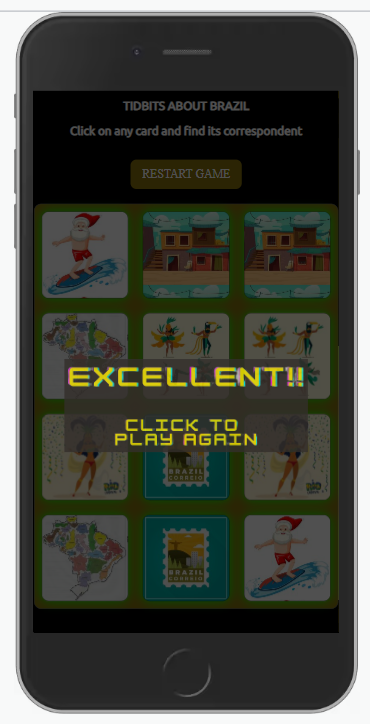 TIDBITS ABOUT BRAZIL
Click on any card and find its correspondent
RESTART GAME
EXCELLENT!!
CLICK TO
PLAY AGAIN
BRAZIL
CORREIO
BRAZIL
CORREIO